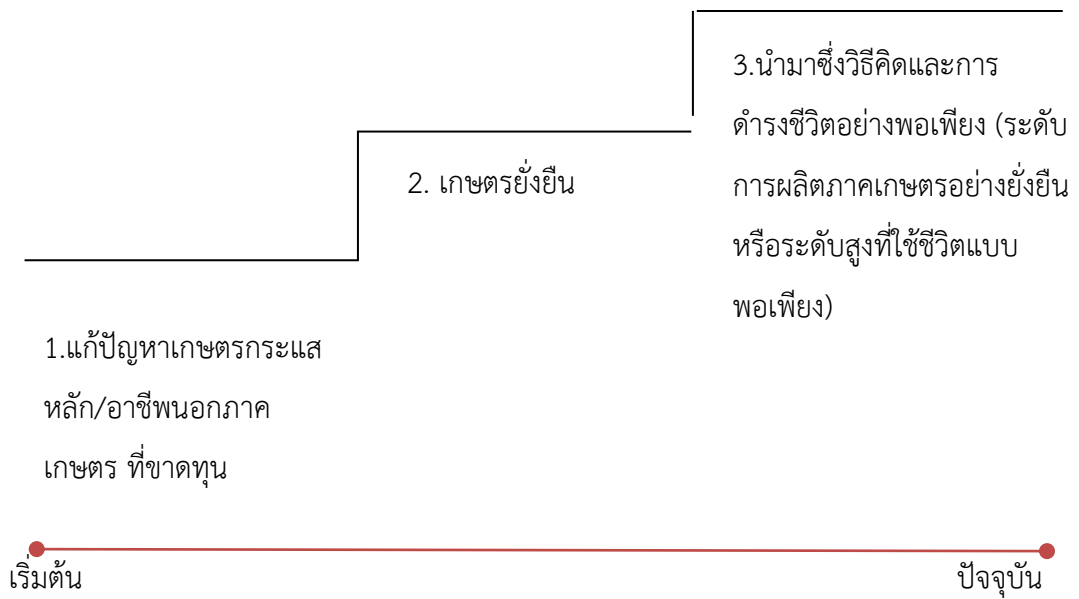 3.นำมาซึ่งวิธีคิดและการ
ดำรงชีวิตอย่างพอเพียง (ระดับ
การผลิตภาคเกษตรอย่างยั่งยืน
หรือระดับสูงที่ใช้ชีวิตแบบ
พอเพียง)
2. เกษตรยั่งยืน
1.แก้ปัญหาเกษตรกระแส
หลัก/อาชีพนอกภาค
เกษตร ที่ขาดทุน
เริ่มต้น
ปัจจุบัน